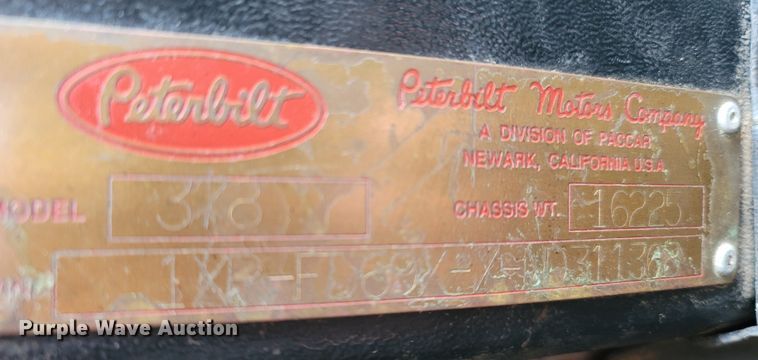 Peterbilt
Peterbilt Motors Company
A DIVISION OF PACCAR
NEWARK, CALIFORNIA U.S.A.
MODEL 378
CHASSIS WT. 16225
Purple Wave Auction